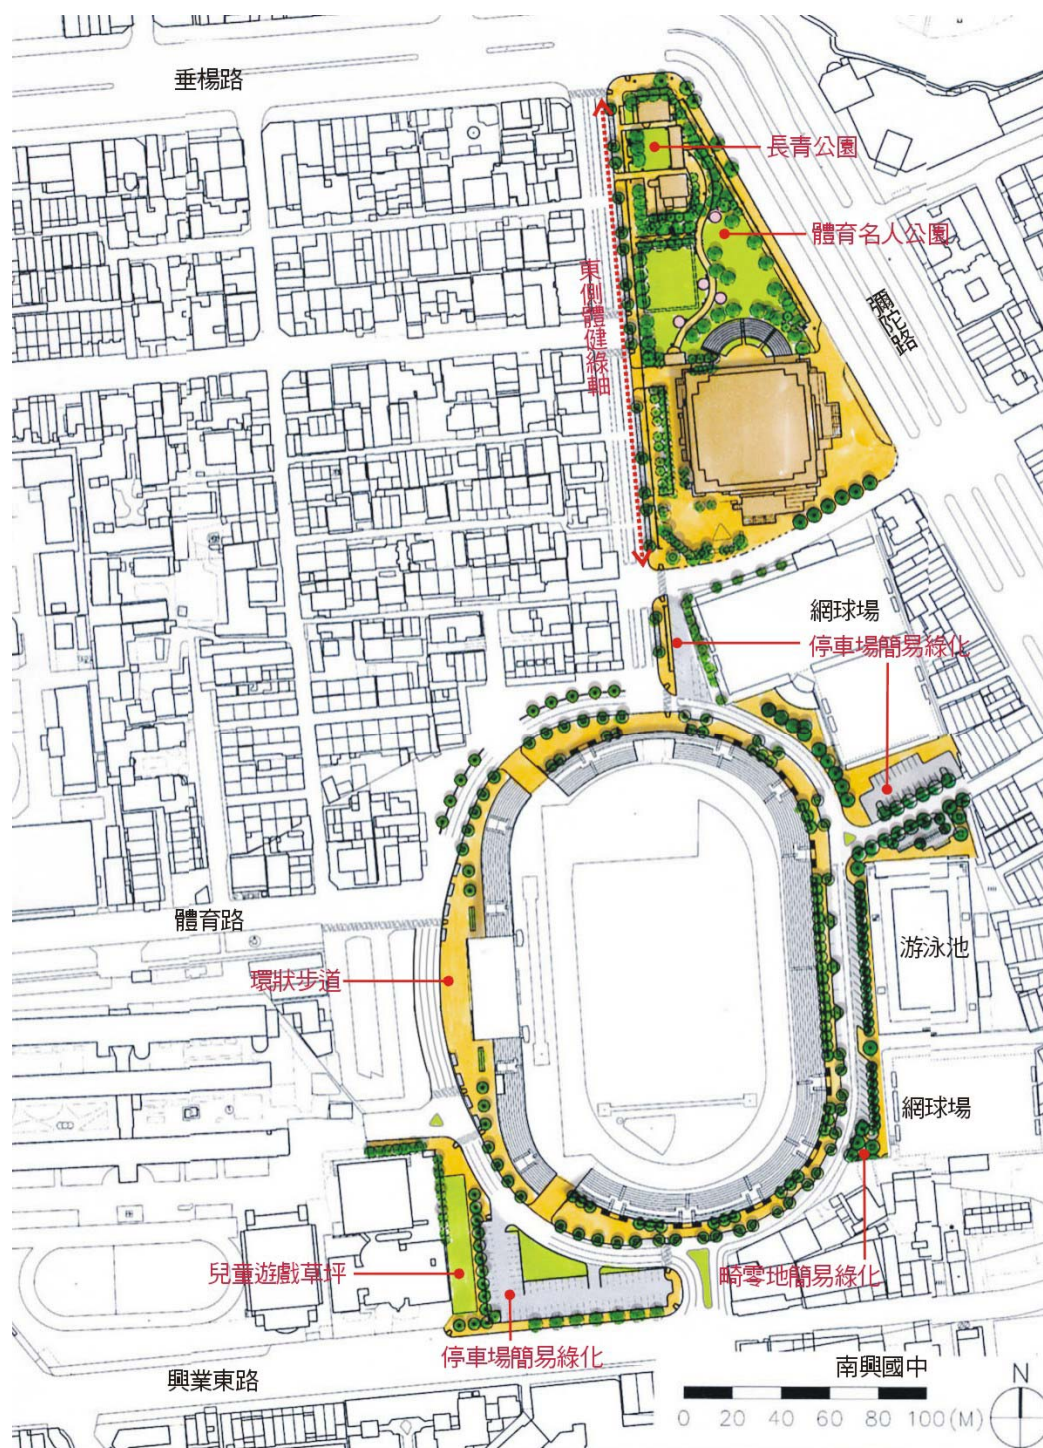 垂楊路
長青公園
體育名人公園
東側體健綠軸
彌陀路
網球場
停車場簡易綠化
體育路
游泳池
環狀步道
網球場
兒童遊戲草坪
畸零地簡易綠化
停車場簡易綠化
興業東路
南興國中
N
0 20 40 60 80 100 (M)